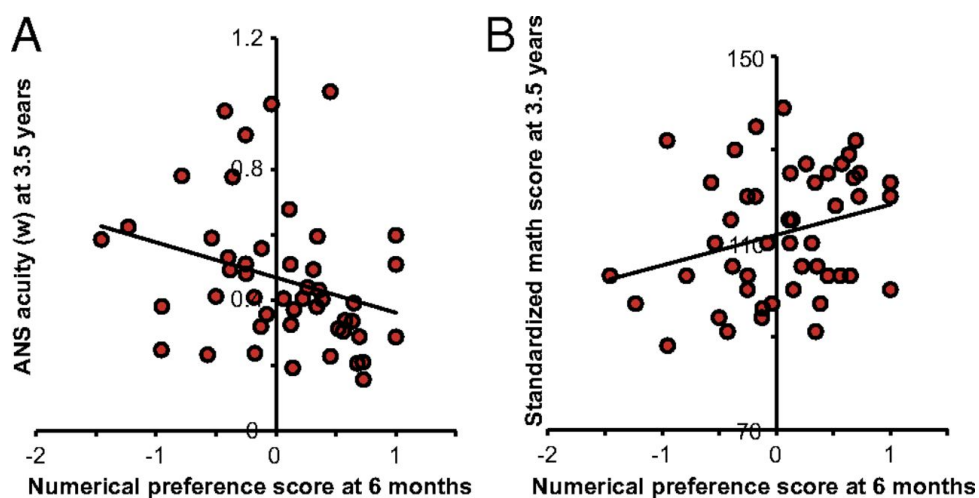 A
ANS acuity (w) at 3.5 years
1.2
0.8
0.4
0
-2
-1
0
1
Numerical preference score at 6 months
B
Standardized math score at 3.5 years
150
110
70
-2
-1
0
1
Numerical preference score at 6 months